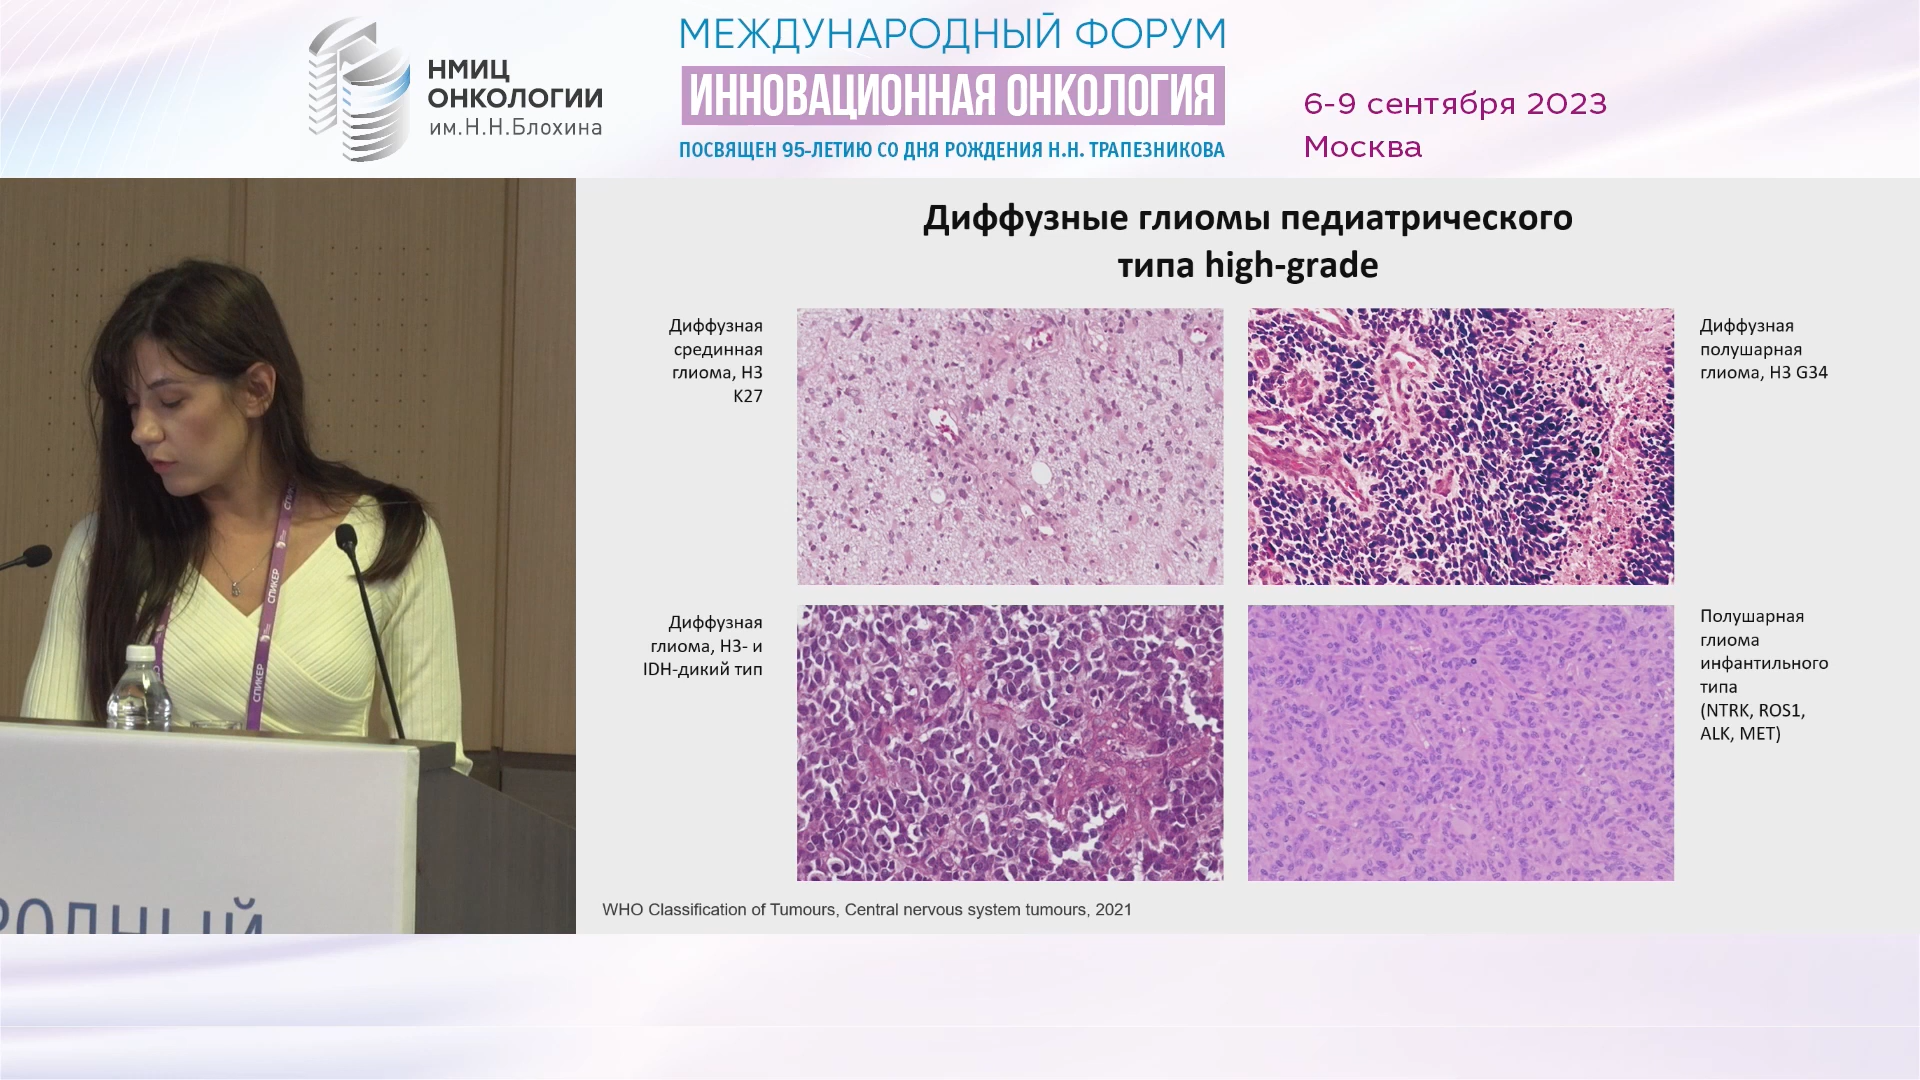 НМИЦ
ОНКОЛОГИИ
им.Н.Н.Блохина
МЕЖДУНАРОДНЫЙ ФОРУМ
ИННОВАЦИОННАЯ ОНКОЛОГИЯ
ПОСВЯЩЕН 95-ЛЕТИЮ СО ДНЯ РОЖДЕНИЯ Н.Н. ТРАПЕЗНИКОВА
6-9 сентября 2023
Москва
Диффузные глиомы педиатрического
типа high-grade
Диффузная
срединная
глиома, H3
K27
Диффузная
полушарная
глиома, H3 G34
Диффузная
глиома, H3- и
IDH-дикий тип
Полушарная
глиома
инфантильного
типа
(NTRK, ROS1,
ALK, MET)
WHO Classification of Tumours, Central nervous system tumours, 2021
СПИКЕР
СПИКЕР
РОДНЫЙ